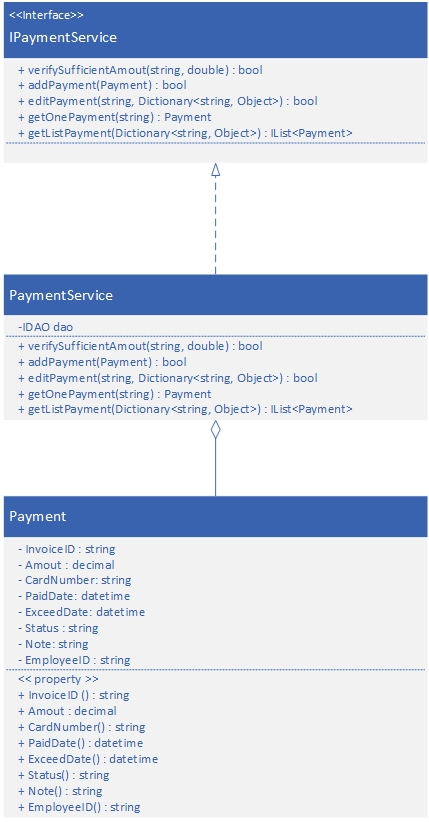 <<Interface>>
IPaymentService
+ verifySufficientAmout(string, double) : bool
+ addPayment(Payment) : bool
+ editPayment(string, Dictionary<string, Object>) : bool
+ getOnePayment(string) : Payment
+ getListPayment(Dictionary<string, Object>) : IList<Payment>
PaymentService
-IDAO dao
+ verifySufficientAmout(string, double) : bool
+ addPayment(Payment) : bool
+ editPayment(string, Dictionary<string, Object>) : bool
+ getOnePayment(string) : Payment
+ getListPayment(Dictionary<string, Object>) : IList<Payment>
Payment
- InvoiceID : string
- Amout : decimal
- CardNumber: string
- PaidDate: datetime
- ExceedDate: datetime
- Status : string
- Note: string
- EmployeeID : string
<< property >>
+ InvoiceID () : string
+ Amout : decimal
+ CardNumber() : string
+ PaidDate() : datetime
+ ExceedDate() : datetime
+ Status() : string
+ Note() : string
+ EmployeeID() : string